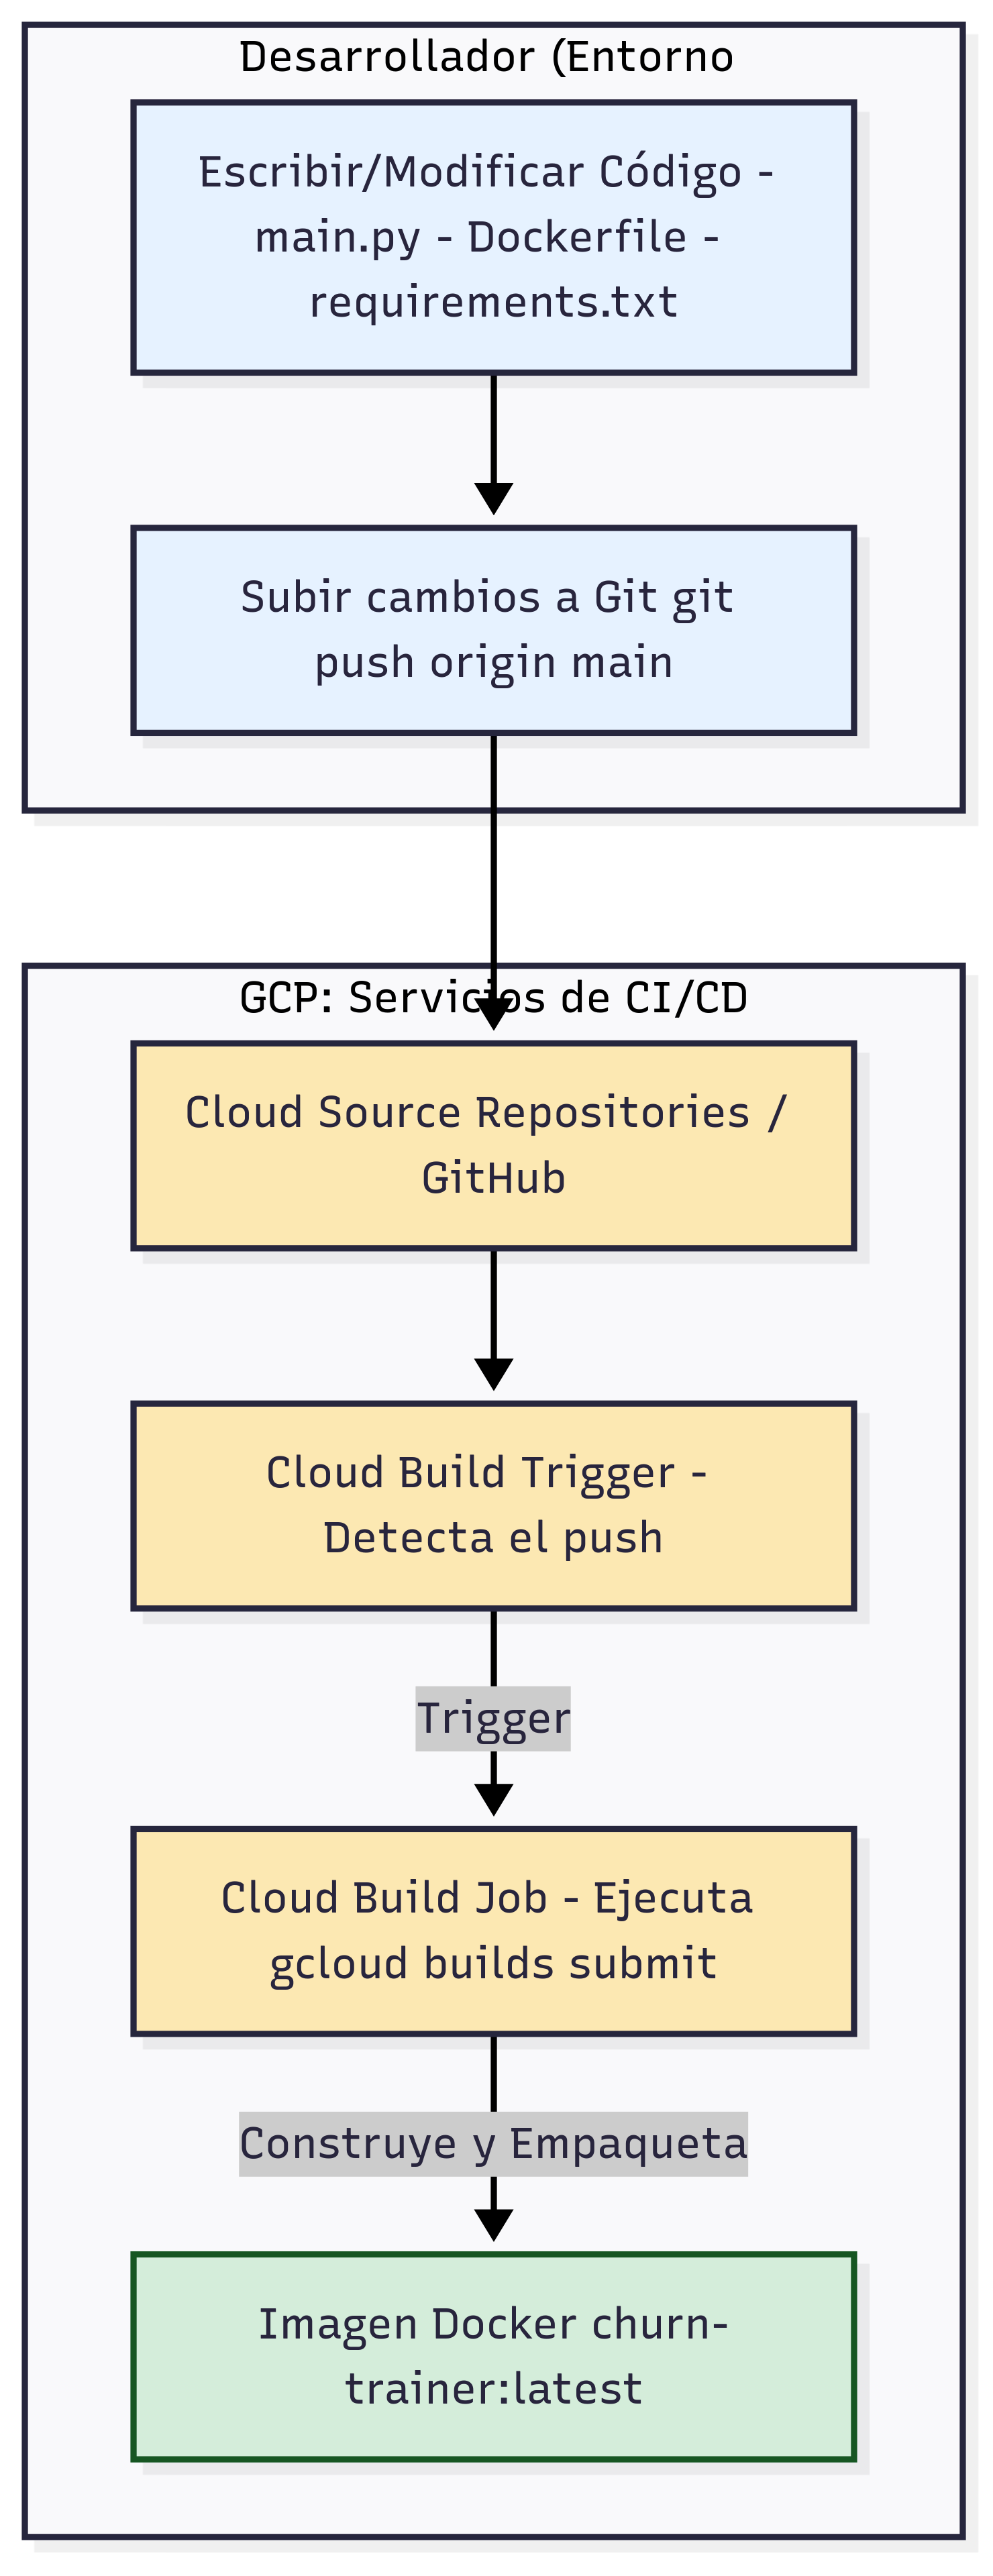 Desarrollador (Entorno
Escribir/Modificar Código -
main.py - Dockerfile -
requirements.txt
Subir cambios a Git git
push origin main
GCP: Servicios de CI/CD
Cloud Source Repositories /
GitHub
Cloud Build Trigger -
Detecta el push
Trigger
Cloud Build Job - Ejecuta
gcloud builds submit
Construye y Empaqueta
Imagen Docker churn-
trainer:latest